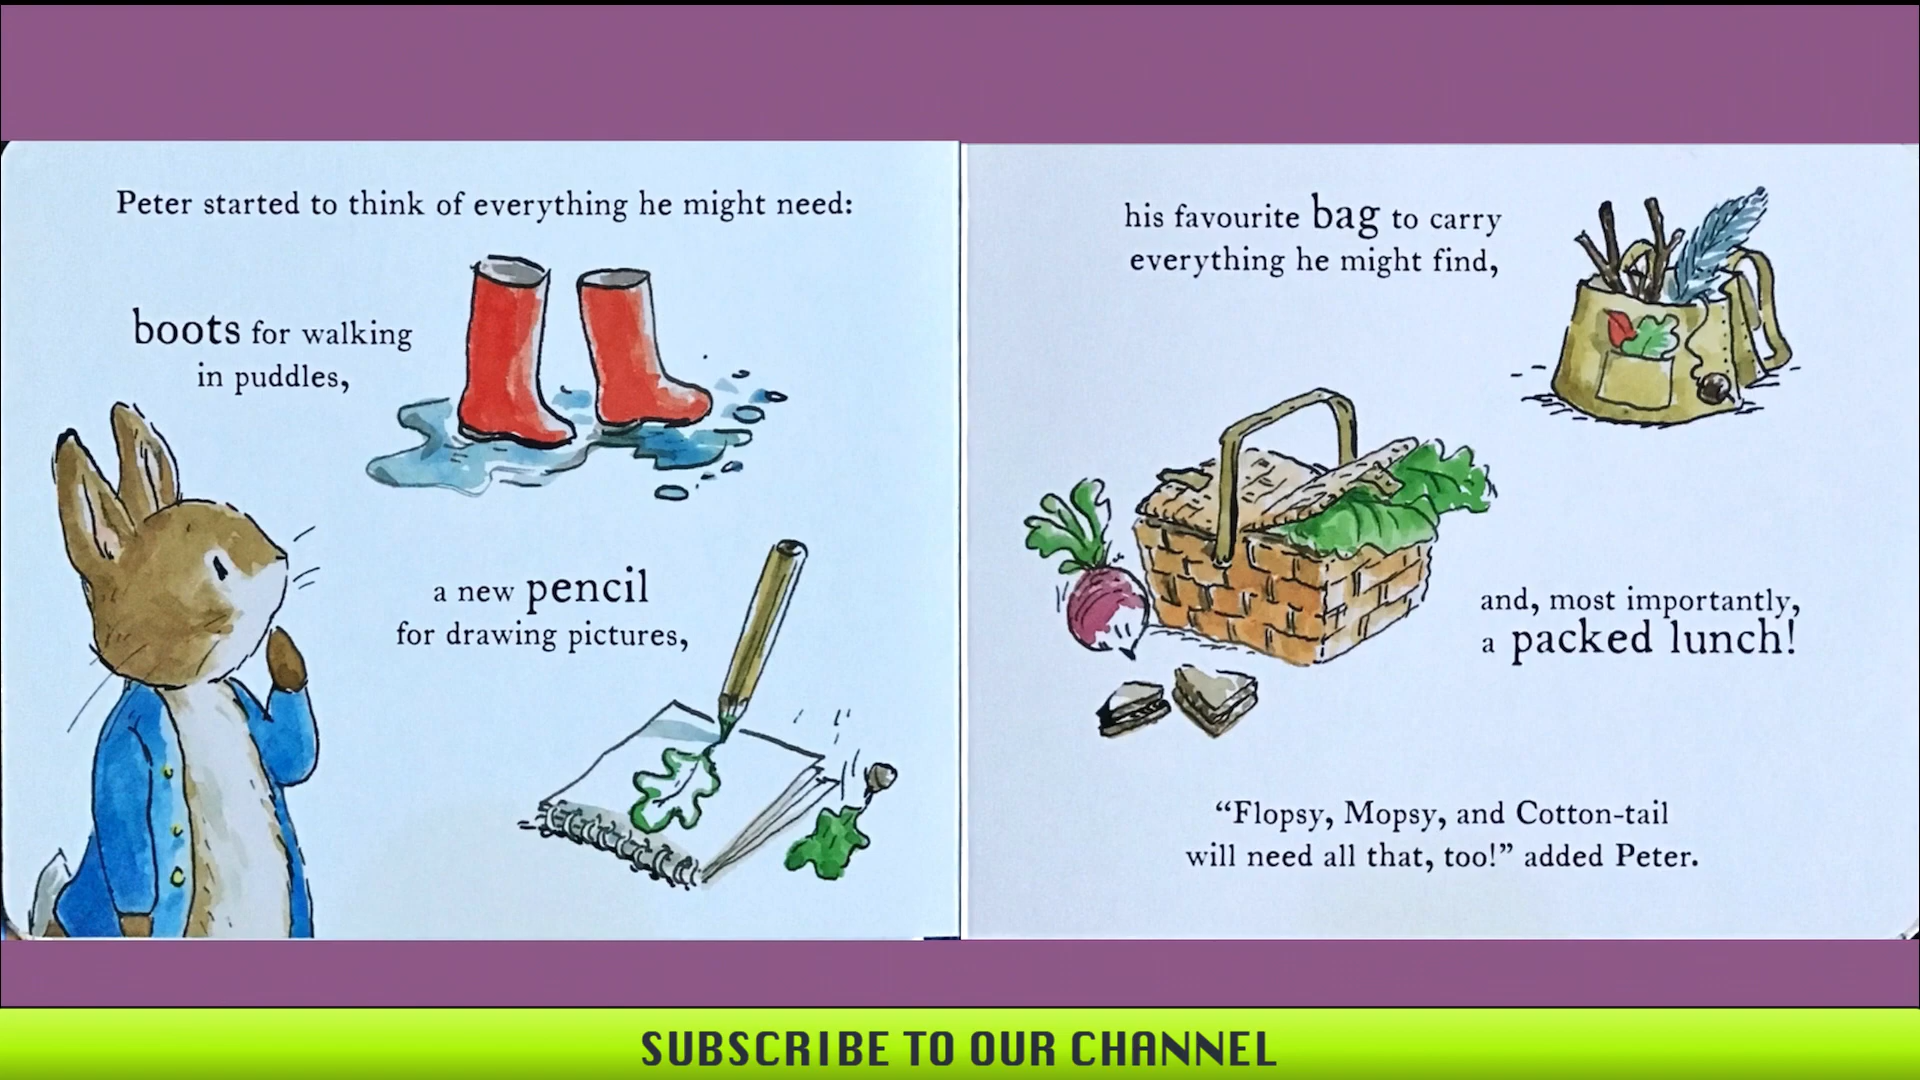 Peter started to think of everything he might need:
boots for walking
in puddles,
a new pencil
for drawing pictures,
his favourite bag to carry
everything he might find,
and, most importantly,
a packed lunch!
“Flopsy, Mopsy, and Cotton-tail
will need all that, too!” added Peter.
SUBSCRIBE TO OUR CHANNEL